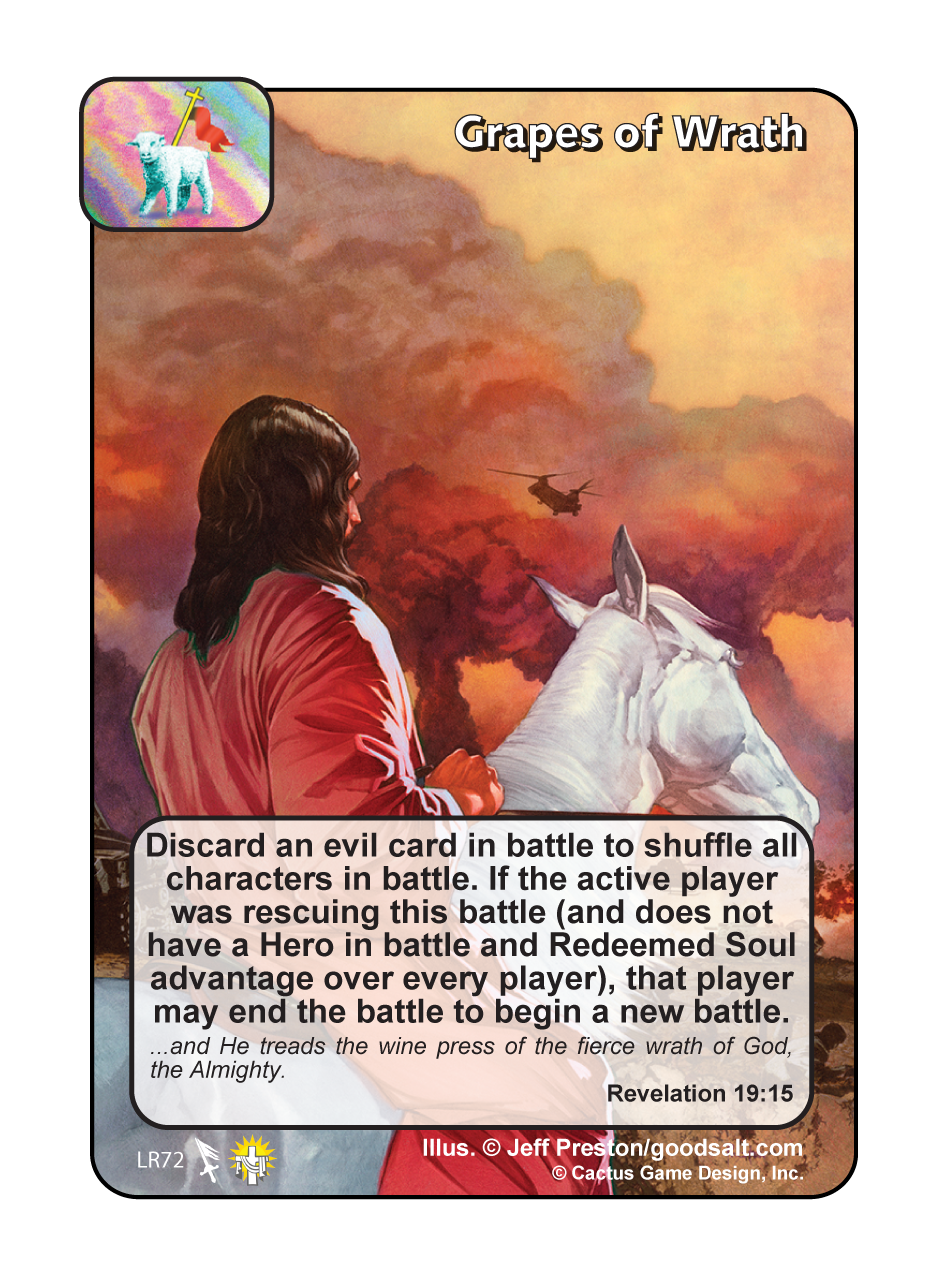 Grapes of Wrath
Discard an evil card in battle to shuffle all
characters in battle. If the active player
was rescuing this battle (and does not
have a Hero in battle and Redeemed Soul
advantage over every player), that player
may end the battle to begin a new battle.
...and He treads the wine press of the fierce wrath of God,
the Almighty.
Revelation 19:15
LR72
Illus. © Jeff Preston/goodsalt.com
© Cactus Game Design, Inc.